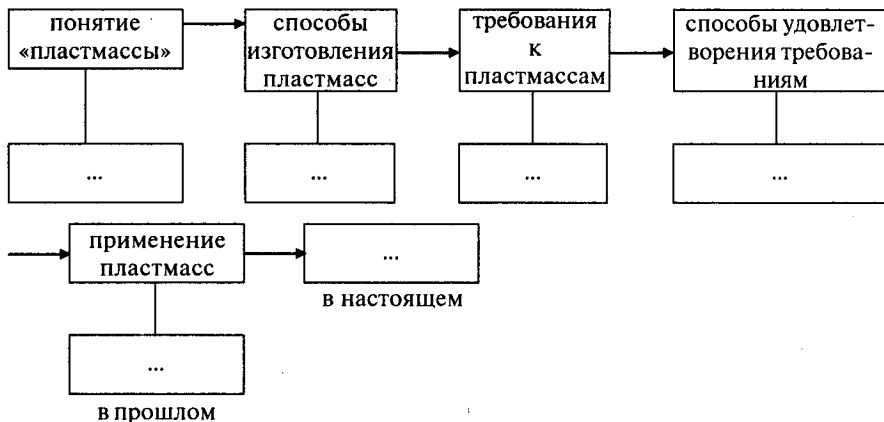 понятие
«пластмассы»
способы
изготовления
пластмасс
требования
к
пластмассам
способы удовлет-
ворения требова-
ниям
...
...
...
...
применение
пластмасс
...
в настоящем
...
в прошлом